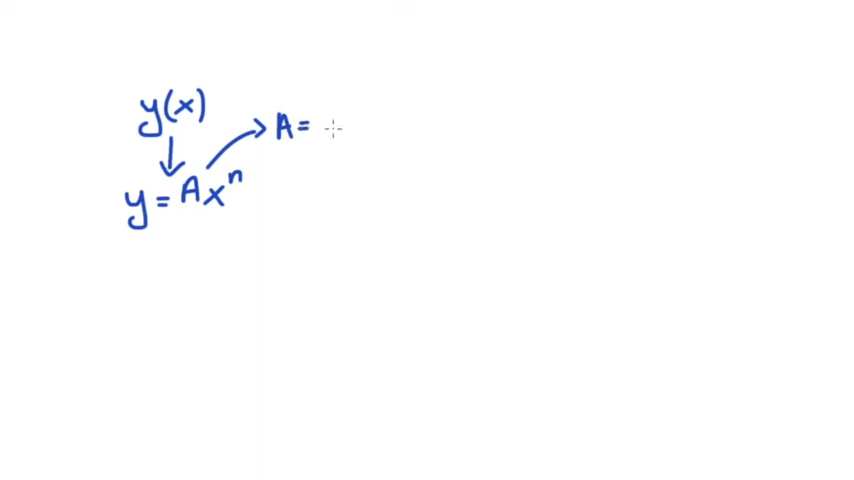 y(x)
A =
y = Axⁿ